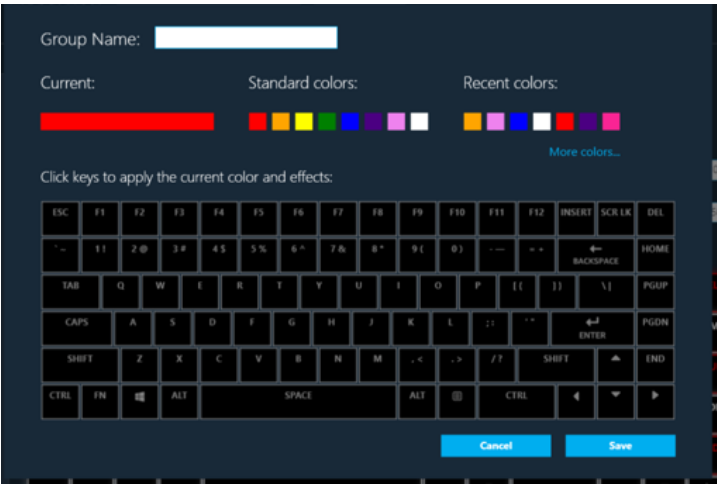 Group Name:
Current: Standard colors: Recent colors:
More colors...
Click keys to apply the current color and effects:
ESC F1 F2 F3 F4 F5 F6 F7 F8 F9 F10 F11 F12 INSERT SCR LK DEL
` ~ 1 ! 2 @ 3 # 4 $ 5 % 6 ^ 7 & 8 * 9 ( 0 ) - — = + BACKSPACE HOME
TAB Q W E R T Y U I O P [ { ] } \ | PGUP
CAPS A S D F G H J K L ; : ' " ENTER PGDN
SHIFT Z X C V B N M , < . > / ? SHIFT END
CTRL FN ALT SPACE ALT CTRL
Cancel Save